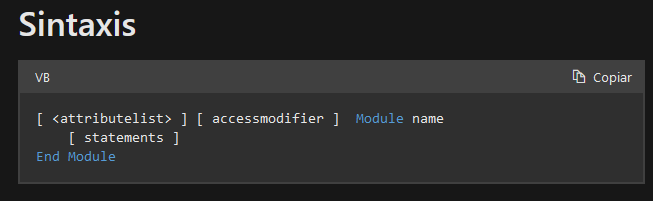 Sintaxis
VB
Copiar
[ <attributelist> ] [ accessmodifier ]  Module name
    [ statements ]
End Module